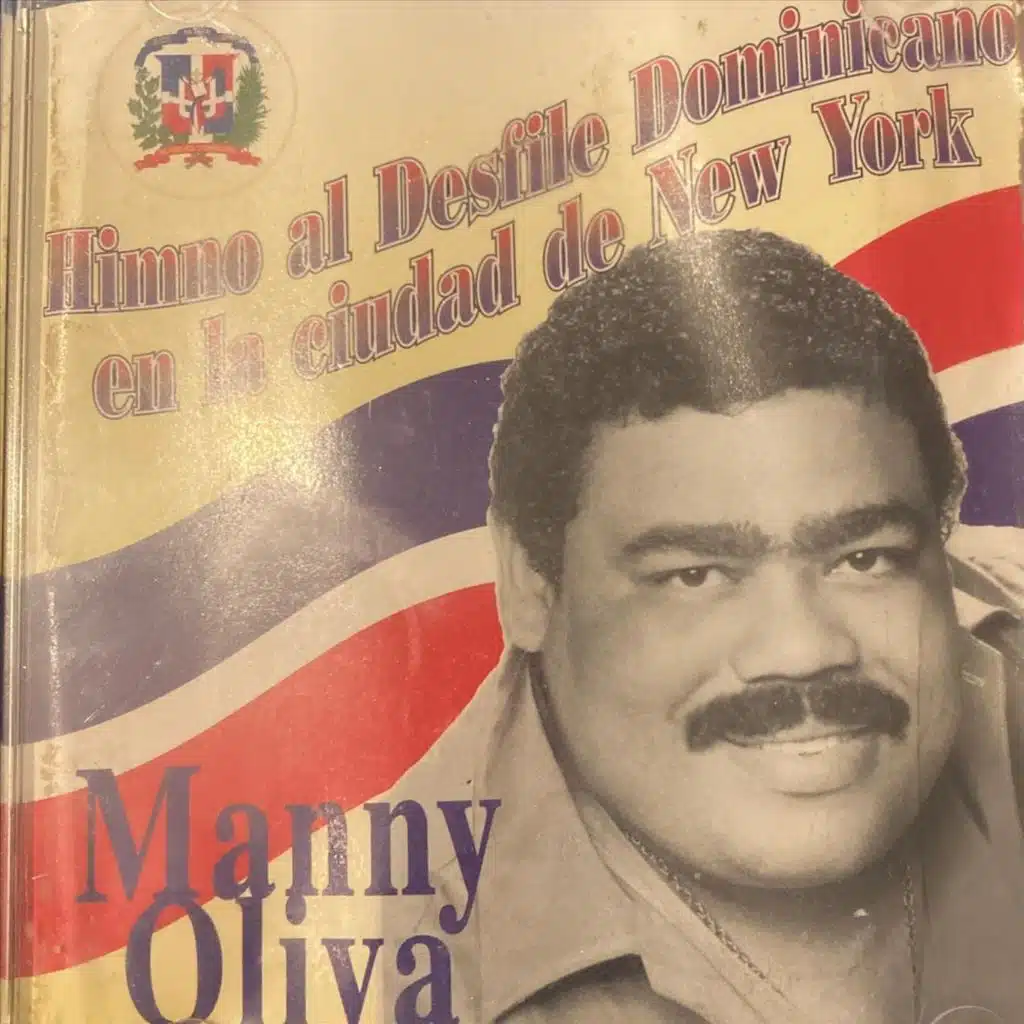 Himno al Desfile Dominicano
en la ciudad de New York
Manny
Oliva